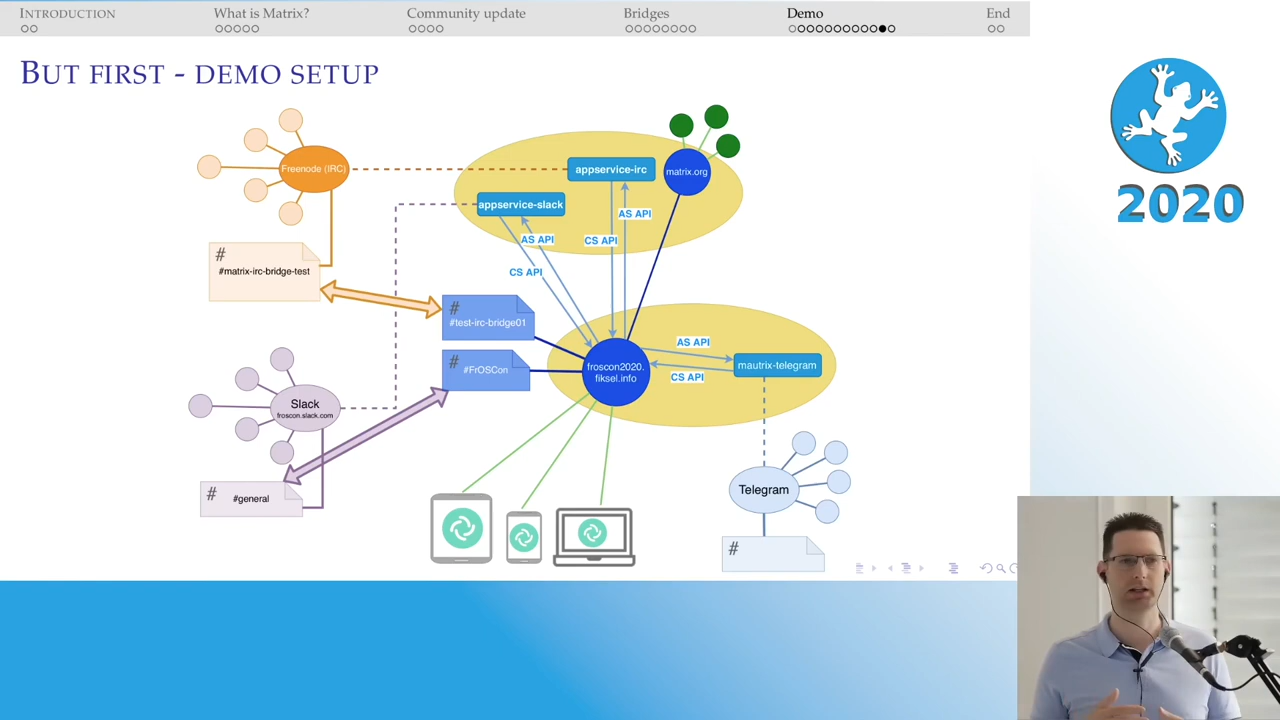 INTRODUCTION
What is Matrix?
Community update
Bridges
Demo
End
BUT FIRST - DEMO SETUP
2020
Freenode (IRC)
appservice-irc
matrix.org
appservice-slack
AS API
AS API
CS API
CS API
#
#matrix-irc-bridge-test
#
#test-irc-bridge01
#
#FrOSCon
froscon2020.
fiksel.info
AS API
CS API
mautrix-telegram
Slack
froscon.slack.com
#
#general
Telegram
#